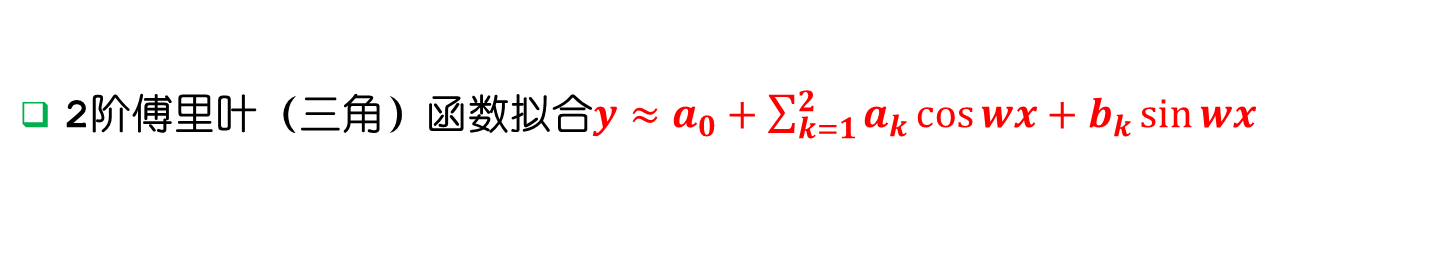 2阶傅里叶（三角）函数拟合y ≈ a₀ + ∑²ₖ₌₁ aₖ cos wx + bₖ sin wx